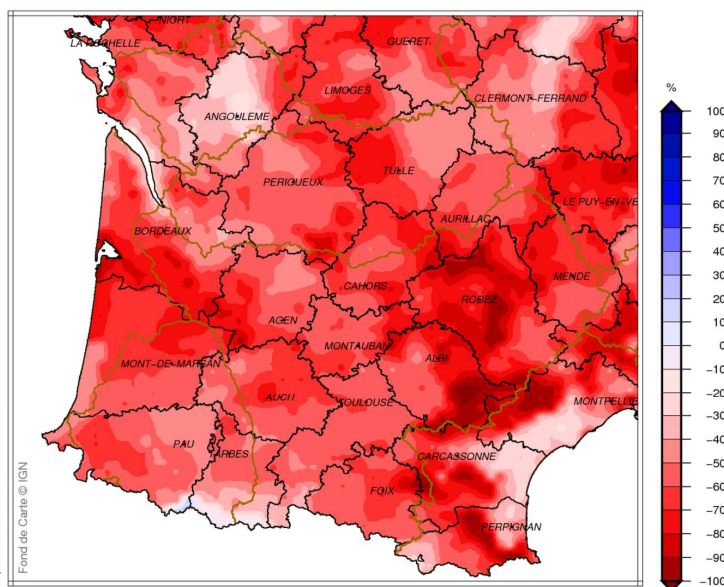 NIORT
LA ROCHELLE
GUERET
LIMOGES
CLERMONT-FERRAND
ANGOULEME
PERIGUEUX
TULLE
AURILLAC
LE PUY-EN-VE
BORDEAUX
MENDE
CAHORS
RODEZ
AGEN
MONTAUBAN
ALBI
MONT-DE-MARSAN
AUCH
TOULOUSE
MONTPELLIE
PAU
TARBES
CARCASSONNE
FOIX
PERPIGNAN
Fond de Carte © IGN
%
100
90
80
70
60
50
40
30
20
10
0
-10
-20
-30
-40
-50
-60
-70
-80
-90
-100